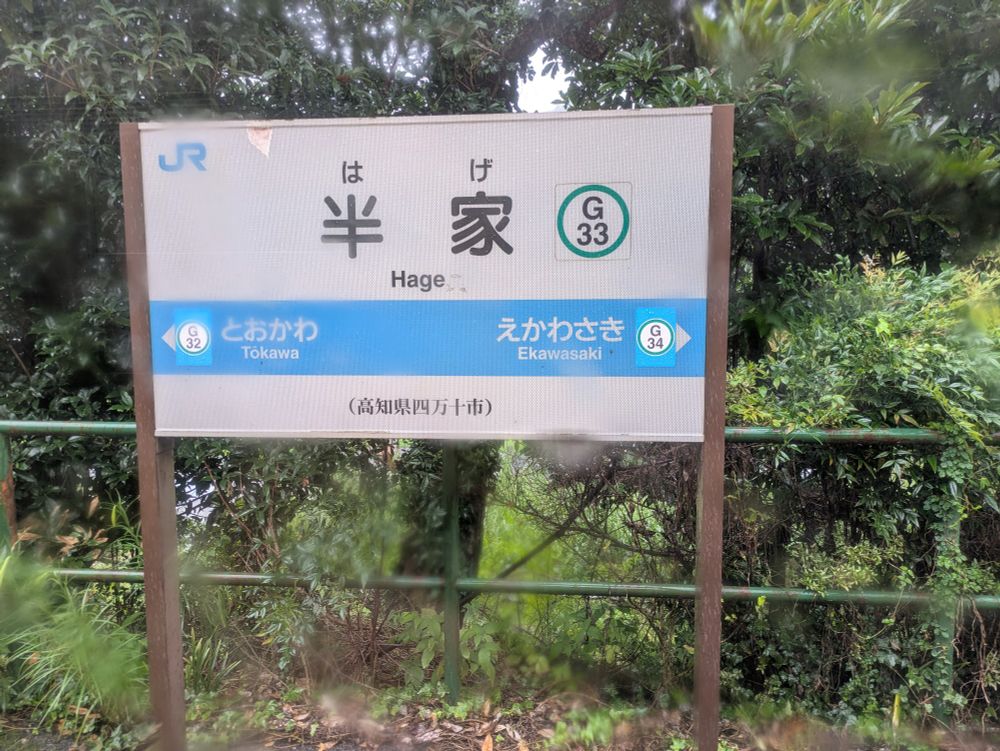 JR
は げ
半家
G
33
Hage
G
32
とおかわ
Tōkawa
えかわさき
Ekawasaki
G
34
(高知県四万十市)